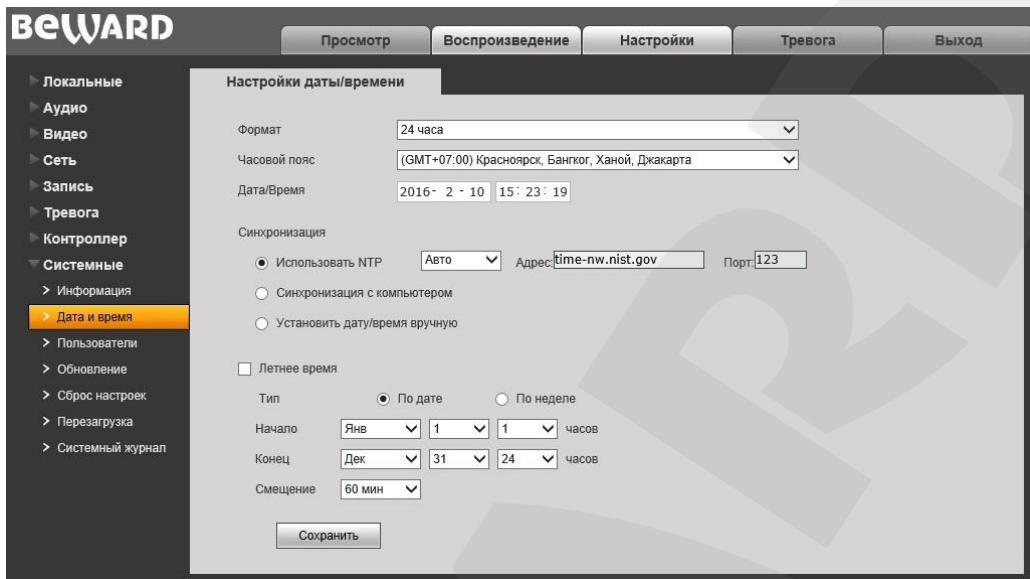 BEWARD
Просмотр Воспроизведение Настройки Тревога Выход
Локальные
Аудио
Видео
Сеть
Запись
Тревога
Контроллер
Системные
Информация
Дата и время
Пользователи
Обновление
Сброс настроек
Перезагрузка
Системный журнал
Настройки даты/времени
Формат 24 часа
Часовой пояс (GMT+07:00) Красноярск, Бангког, Ханой, Джакарта
Дата/Время 2016- 2 - 10 15: 23: 19
Синхронизация
Использовать NTP Авто Адрес: time-nw.nist.gov Порт: 123
Синхронизация с компьютером
Установить дату/время вручную
Летнее время
Тип По дате По неделе
Начало Янв 1 1 часов
Конец Дек 31 24 часов
Смещение 60 мин
Сохранить